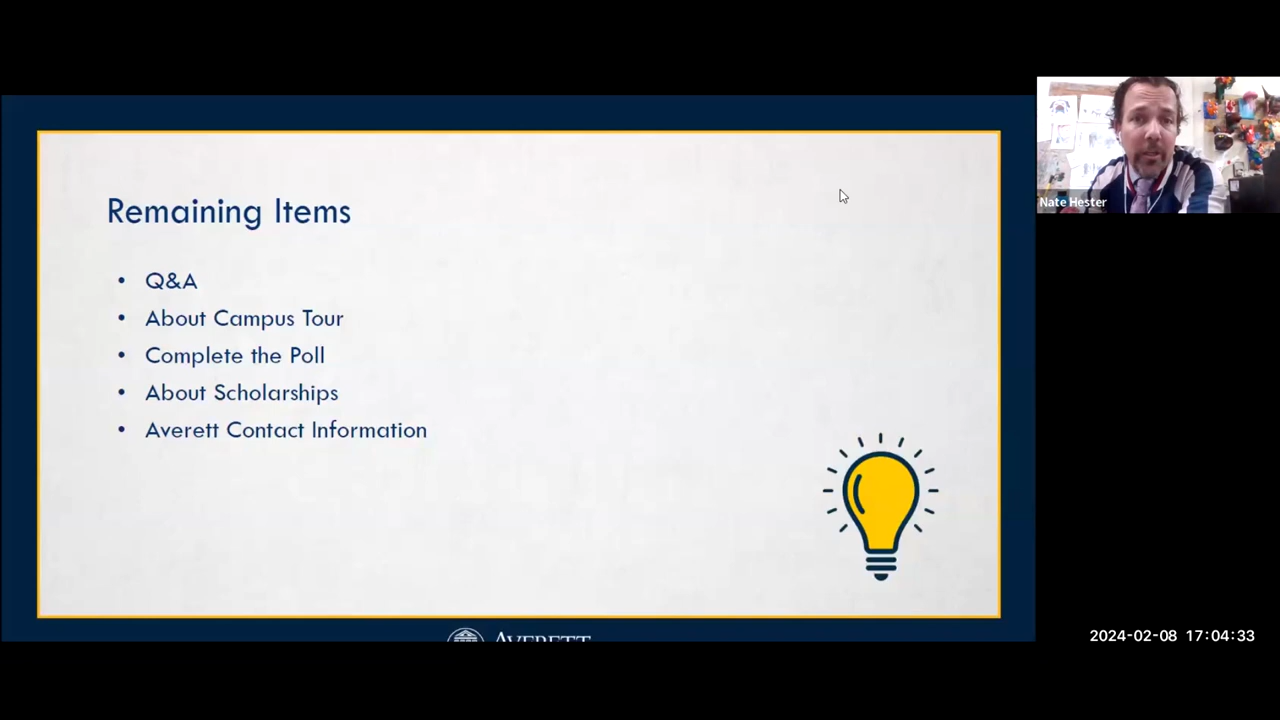 Remaining Items
• Q&A
• About Campus Tour
• Complete the Poll
• About Scholarships
• Averett Contact Information
AVERETT
Nate Hester
2024-02-08 17:04:33